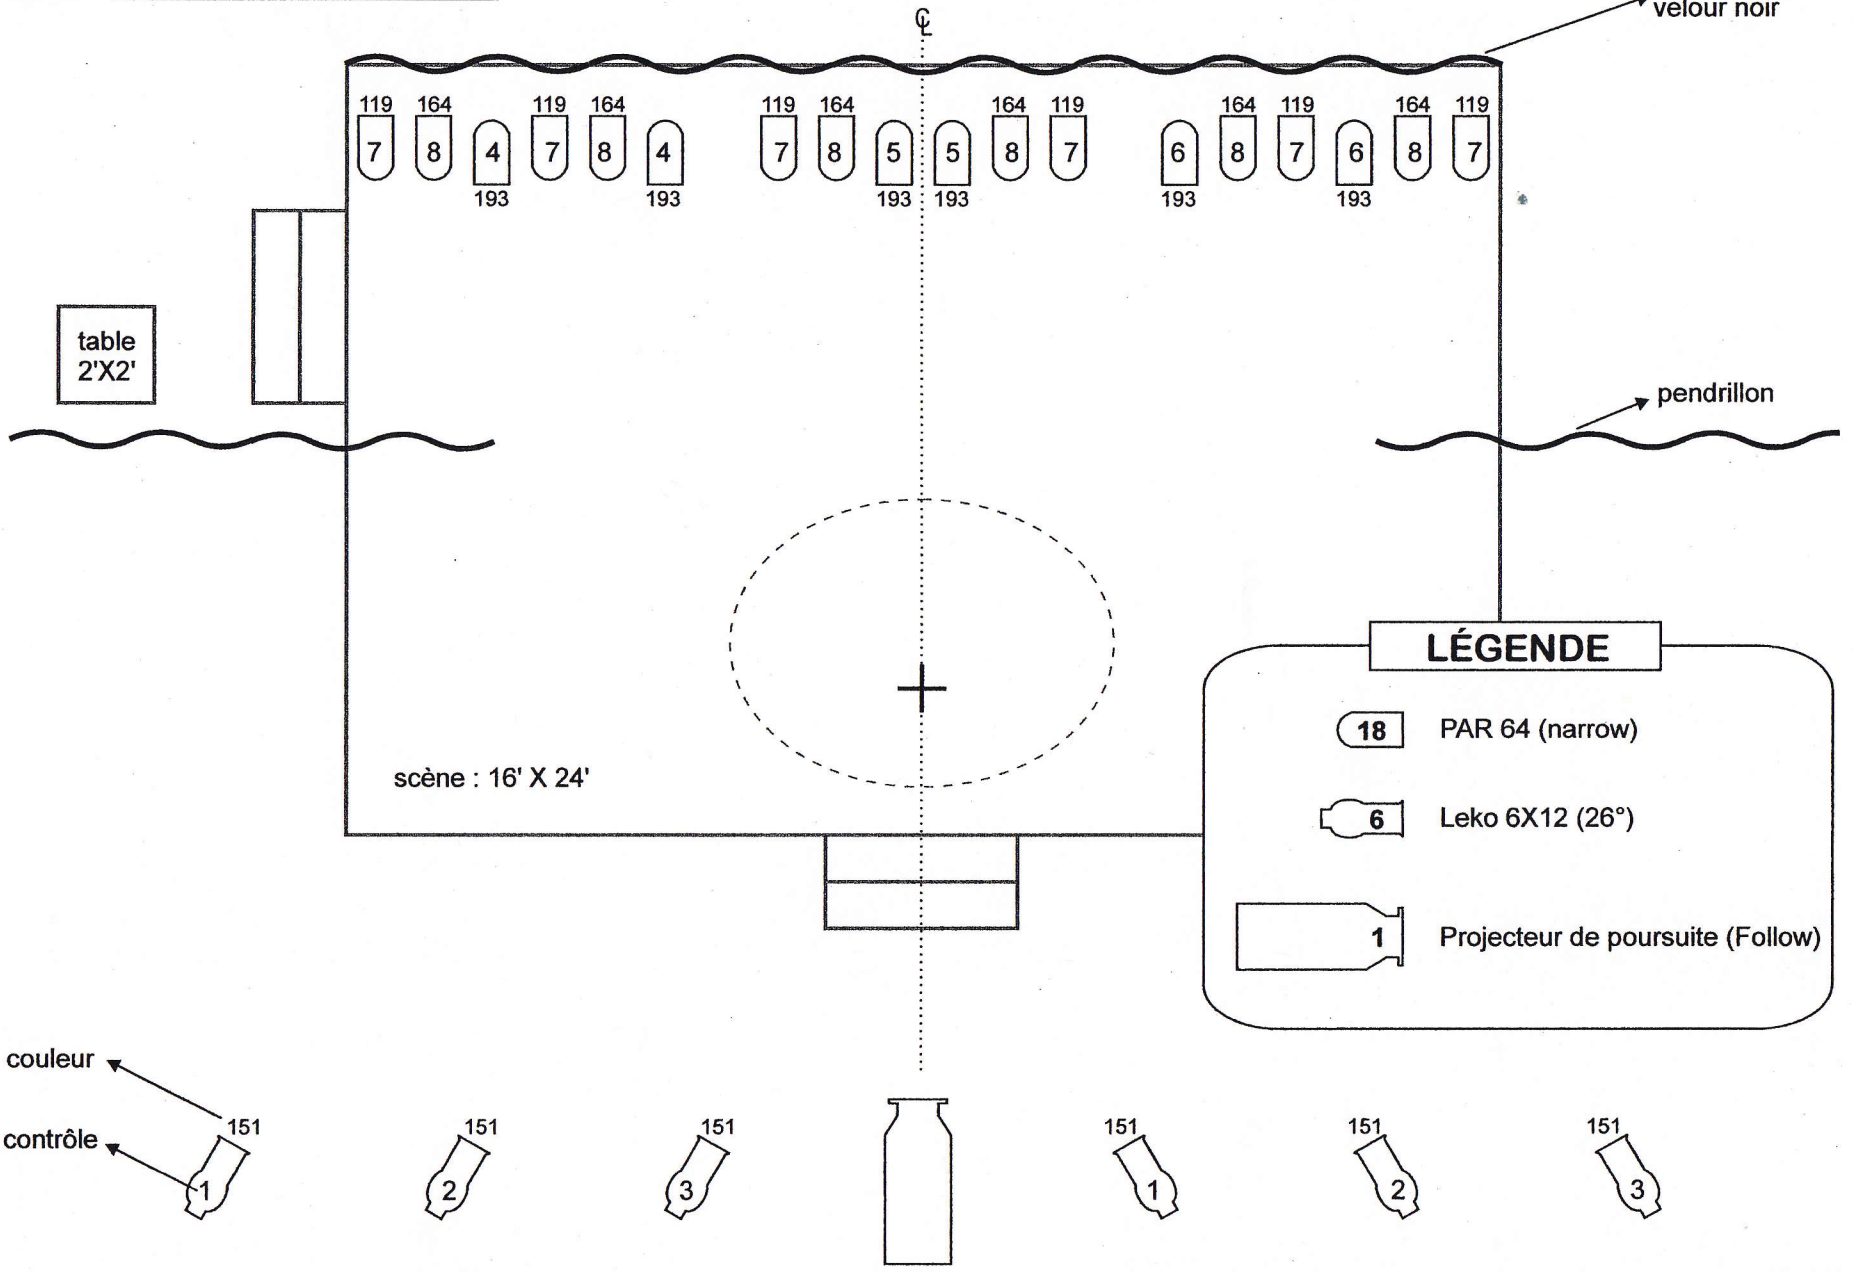 ℄
velour noir
119 164 119 164 119 164 164 119 164 119 164 119
7 8 4 7 8 4 7 8 5 5 8 7 6 8 7 6 8 7
193 193 193 193 193 193
table
2'X2'
pendrillon
LÉGENDE
18 PAR 64 (narrow)
scène : 16' X 24'
6 Leko 6X12 (26°)
1 Projecteur de poursuite (Follow)
couleur
151 151 151 151 151 151
contrôle
1 2 3 1 2 3